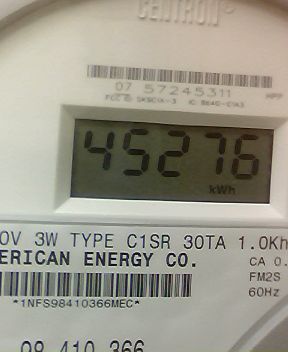 CENTRON®
07 57245311
45276
kWh
0V 3W TYPE C1SR 30TA 1.0Kh
ERICAN ENERGY CO.
CA 0.
FM2S
60Hz
*1NFS98410366MEC*
98 410 366